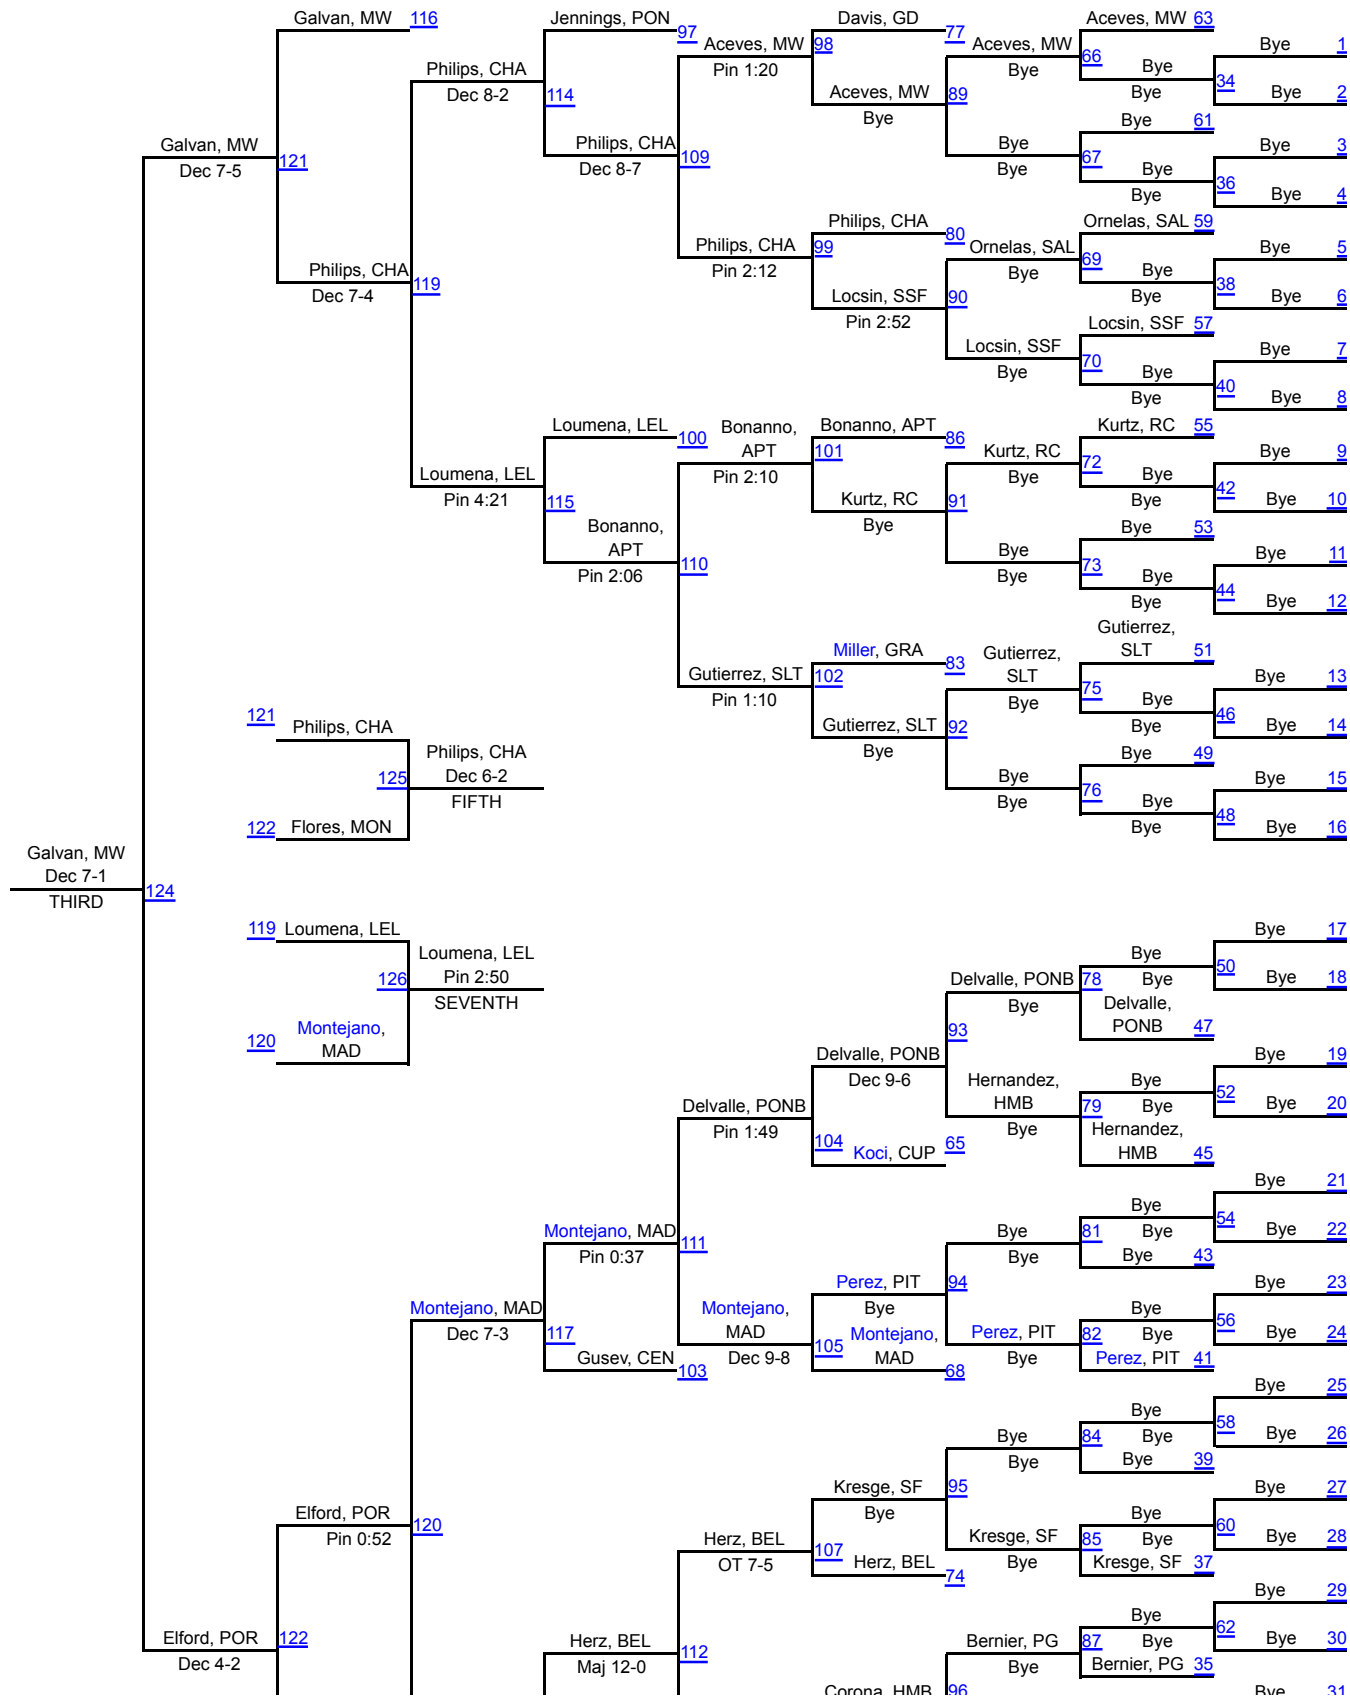 Galvan, MW 116
Jennings, PON 97
Davis, GD 77
Aceves, MW 63
Aceves, MW 98
Pin 1:20
Aceves, MW 66
Bye
Bye 1
Bye 34
Bye
Bye 2
Philips, CHA 114
Dec 8-2
Aceves, MW 89
Bye
Bye 61
Galvan, MW 121
Dec 7-5
Philips, CHA 109
Dec 8-7
Bye 67
Bye
Bye 3
Bye 36
Bye
Bye 4
Philips, CHA 80
Ornelas, SAL 59
Philips, CHA 99
Pin 2:12
Ornelas, SAL 69
Bye
Bye 5
Philips, CHA 119
Dec 7-4
Bye 38
Bye
Bye 6
Locsin, SSF 90
Pin 2:52
Locsin, SSF 57
Locsin, SSF 70
Bye
Bye 7
Bye 40
Bye
Bye 8
Loumena, LEL 100
Bonanno,
APT 101
Pin 2:10
Bonanno, APT 86
Kurtz, RC 55
Kurtz, RC 72
Bye
Bye 9
Loumena, LEL 115
Pin 4:21
Bye 42
Bye
Bye 10
Kurtz, RC 91
Bye
Bonanno,
APT 110
Pin 2:06
Bye 53
Bye 73
Bye
Bye 11
Bye 44
Bye
Bye 12
Miller, GRA 83
Gutierrez,
SLT 51
Gutierrez, SLT 102
Pin 1:10
Gutierrez,
SLT 75
Bye
Bye 13
Bye 46
Bye
Bye 14
121 Philips, CHA
Gutierrez, SLT 92
Bye
Bye 49
125
Philips, CHA
Dec 6-2
FIFTH
Bye 76
Bye
Bye 15
Bye 48
Bye
Bye 16
122 Flores, MON
Galvan, MW
Dec 7-1
THIRD
124
119 Loumena, LEL
Bye 17
126
Loumena, LEL
Pin 2:50
SEVENTH
Delvalle, PONB 78
Bye
Bye 50
Bye
Bye 18
Delvalle,
PONB 47
120 Montejano,
MAD
Delvalle, PONB 93
Dec 9-6
Bye 19
Delvalle, PONB 104
Pin 1:49
Hernandez,
HMB 79
Bye
Bye 52
Bye
Bye 20
Koci, CUP 65
Hernandez,
HMB 45
Bye 21
Montejano, MAD 111
Pin 0:37
Bye 81
Bye
Bye 54
Bye
Bye 22
Bye 43
Perez, PIT 94
Bye
Bye 23
Montejano, MAD 117
Dec 7-3
Montejano,
MAD 105
Dec 9-8
Perez, PIT 82
Bye
Bye 56
Bye
Bye 24
Gusev, CEN 103
Montejano,
MAD 68
Perez, PIT 41
Bye 25
Bye 84
Bye
Bye 58
Bye
Bye 26
Bye 39
Elford, POR 120
Pin 0:52
Kresge, SF 95
Bye
Bye 27
Herz, BEL 107
OT 7-5
Kresge, SF 85
Bye
Bye 60
Bye
Bye 28
Herz, BEL 74
Kresge, SF 37
Bye 29
Elford, POR 122
Dec 4-2
Herz, BEL 112
Maj 12-0
Bernier, PG 87
Bye
Bye 62
Bye
Bye 30
Bernier, PG 35
Corona, HMB 96
Bye 31